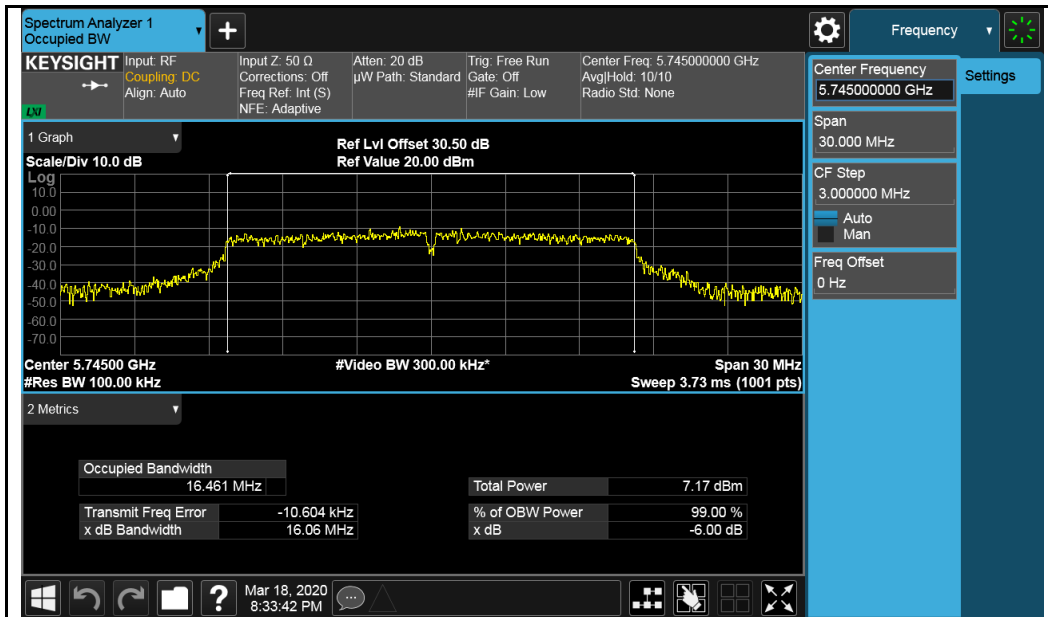 Spectrum Analyzer 1
Occupied BW
+
Frequency
KEYSIGHT
LXI
Input: RF
Coupling: DC
Align: Auto
Input Z: 50 Ω
Corrections: Off
Freq Ref: Int (S)
NFE: Adaptive
Atten: 20 dB
µW Path: Standard
Trig: Free Run
Gate: Off
#IF Gain: Low
Center Freq: 5.745000000 GHz
Avg|Hold: 10/10
Radio Std: None
Center Frequency
5.745000000 GHz
Settings
Span
30.000 MHz
CF Step
3.000000 MHz
Auto
Man
Freq Offset
0 Hz
1 Graph
Scale/Div 10.0 dB
Ref Lvl Offset 30.50 dB
Ref Value 20.00 dBm
Log
10.0
0.00
-10.0
-20.0
-30.0
-40.0
-50.0
-60.0
-70.0
Center 5.74500 GHz
#Video BW 300.00 kHz*
Span 30 MHz
#Res BW 100.00 kHz
Sweep 3.73 ms (1001 pts)
2 Metrics
Occupied Bandwidth
16.461 MHz
Total Power 7.17 dBm
Transmit Freq Error -10.604 kHz
% of OBW Power 99.00 %
x dB Bandwidth 16.06 MHz
x dB -6.00 dB
?
Mar 18, 2020
8:33:42 PM